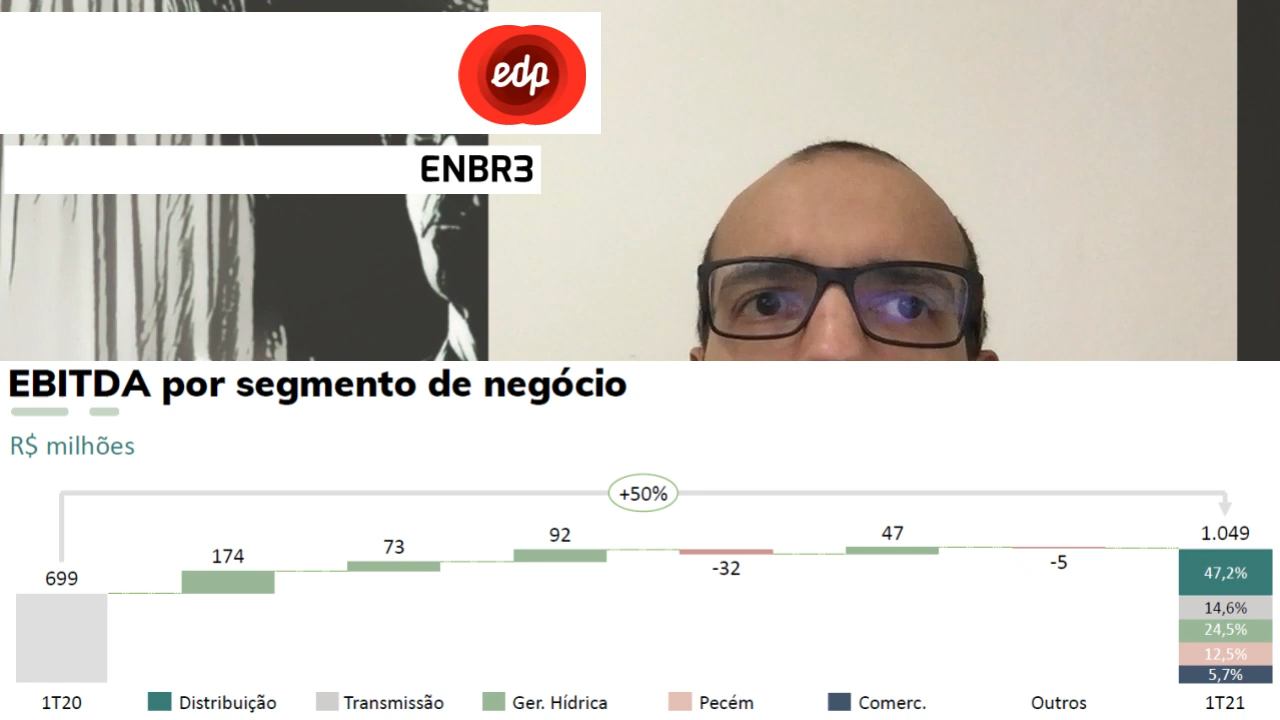 edp
ENBR3
EBITDA por segmento de negócio
R$ milhões
+50%
699
174
73
92
-32
47
-5
1.049
47,2%
14,6%
24,5%
12,5%
5,7%
1T20
Distribuição
Transmissão
Ger. Hídrica
Pecém
Comerc.
Outros
1T21